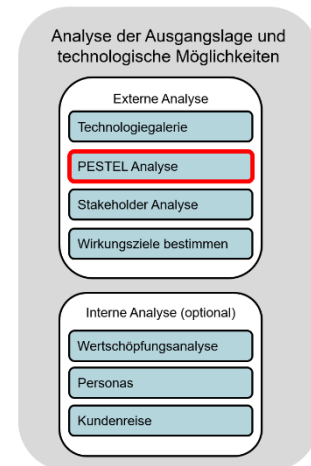 Analyse der Ausgangslage und
technologische Möglichkeiten
Externe Analyse
Technologiegalerie
PESTEL Analyse
Stakeholder Analyse
Wirkungsziele bestimmen
Interne Analyse (optional)
Wertschöpfungsanalyse
Personas
Kundenreise